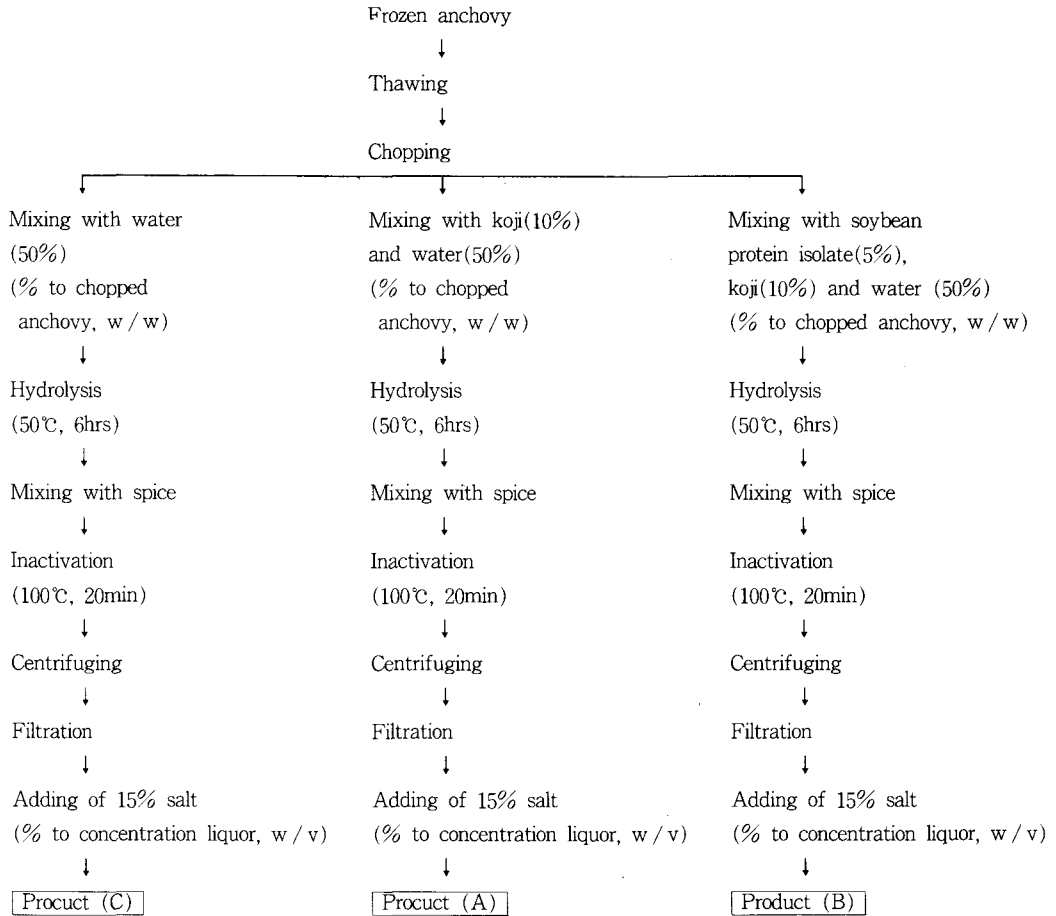 Frozen anchovy
↓
Thawing
↓
Chopping
Mixing with water
(50%)
(% to chopped
anchovy, w / w)
↓
Hydrolysis
(50℃, 6hrs)
↓
Mixing with spice
↓
Inactivation
(100℃, 20min)
↓
Centrifuging
↓
Filtration
↓
Adding of 15% salt
(% to concentration liquor, w / v)
↓
Procuct (C)
Mixing with koji(10%)
and water(50%)
(% to chopped
anchovy, w / w)
↓
Hydrolysis
(50℃, 6hrs)
↓
Mixing with spice
↓
Inactivation
(100℃, 20min)
↓
Centrifuging
↓
Filtration
↓
Adding of 15% salt
(% to concentration liquor, w / v)
↓
Procuct (A)
Mixing with soybean
protein isolate(5%),
koji(10%) and water (50%)
(% to chopped anchovy, w / w)
↓
Hydrolysis
(50℃, 6hrs)
↓
Mixing with spice
↓
Inactivation
(100℃, 20min)
↓
Centrifuging
↓
Filtration
↓
Adding of 15% salt
(% to concentration liquor, w / v)
↓
Product (B)